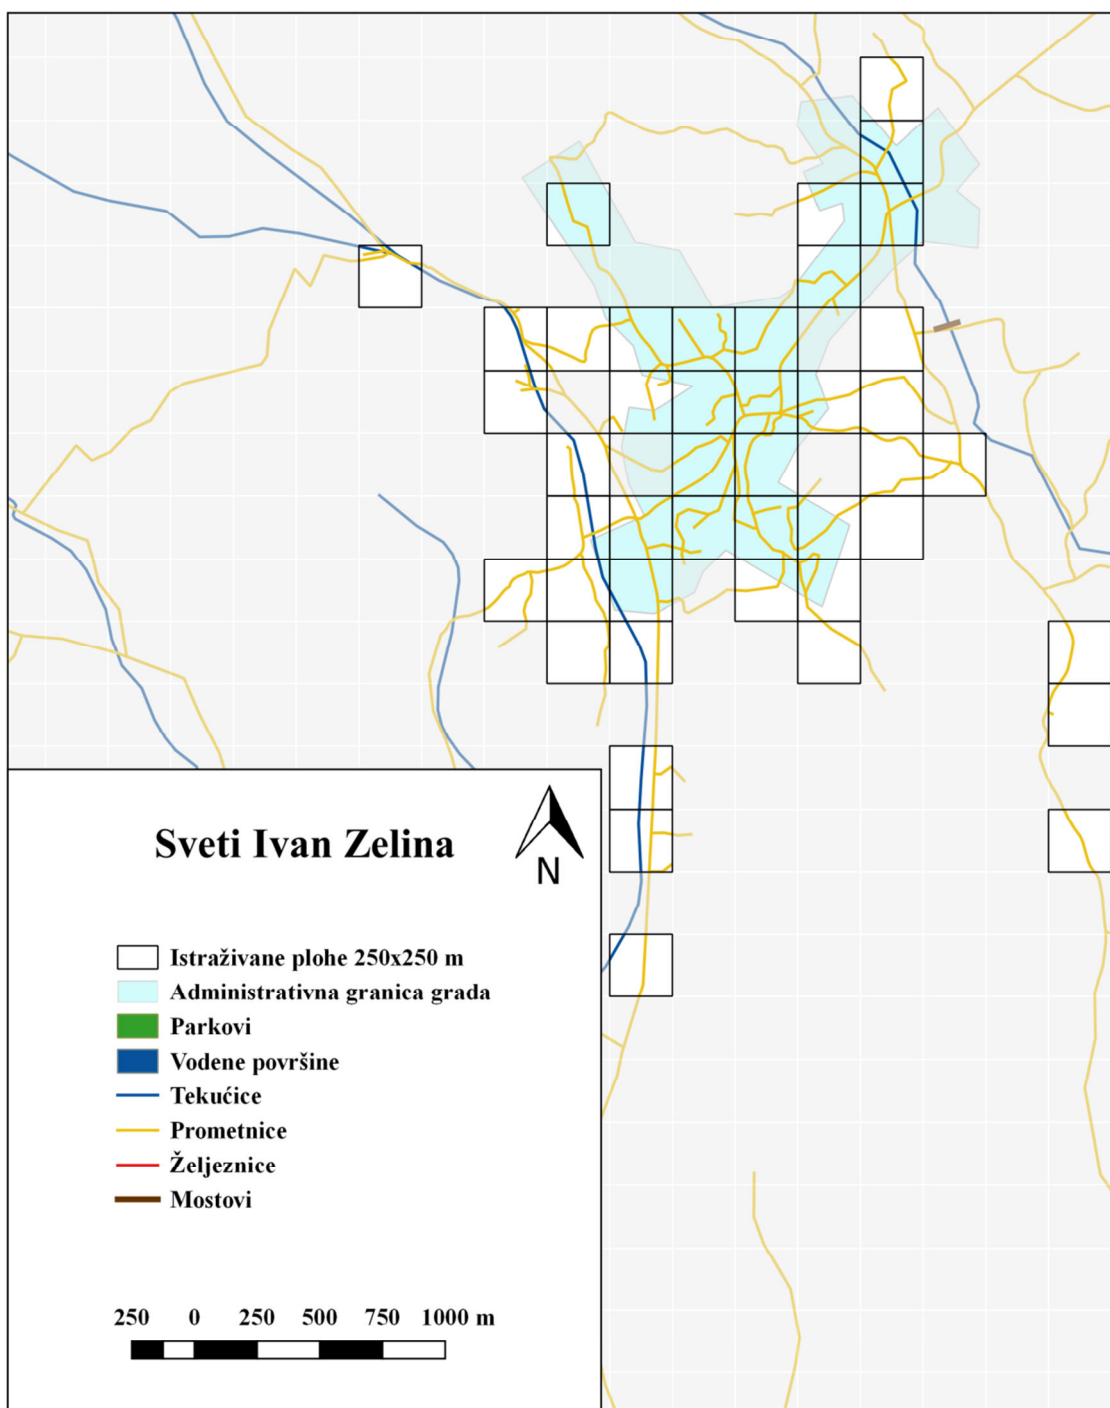 Sveti Ivan Zelina
N
Istraživane plohe 250x250 m
Administrativna granica grada
Parkovi
Vodene površine
Tekućice
Prometnice
Željeznice
Mostovi
250 0 250 500 750 1000 m